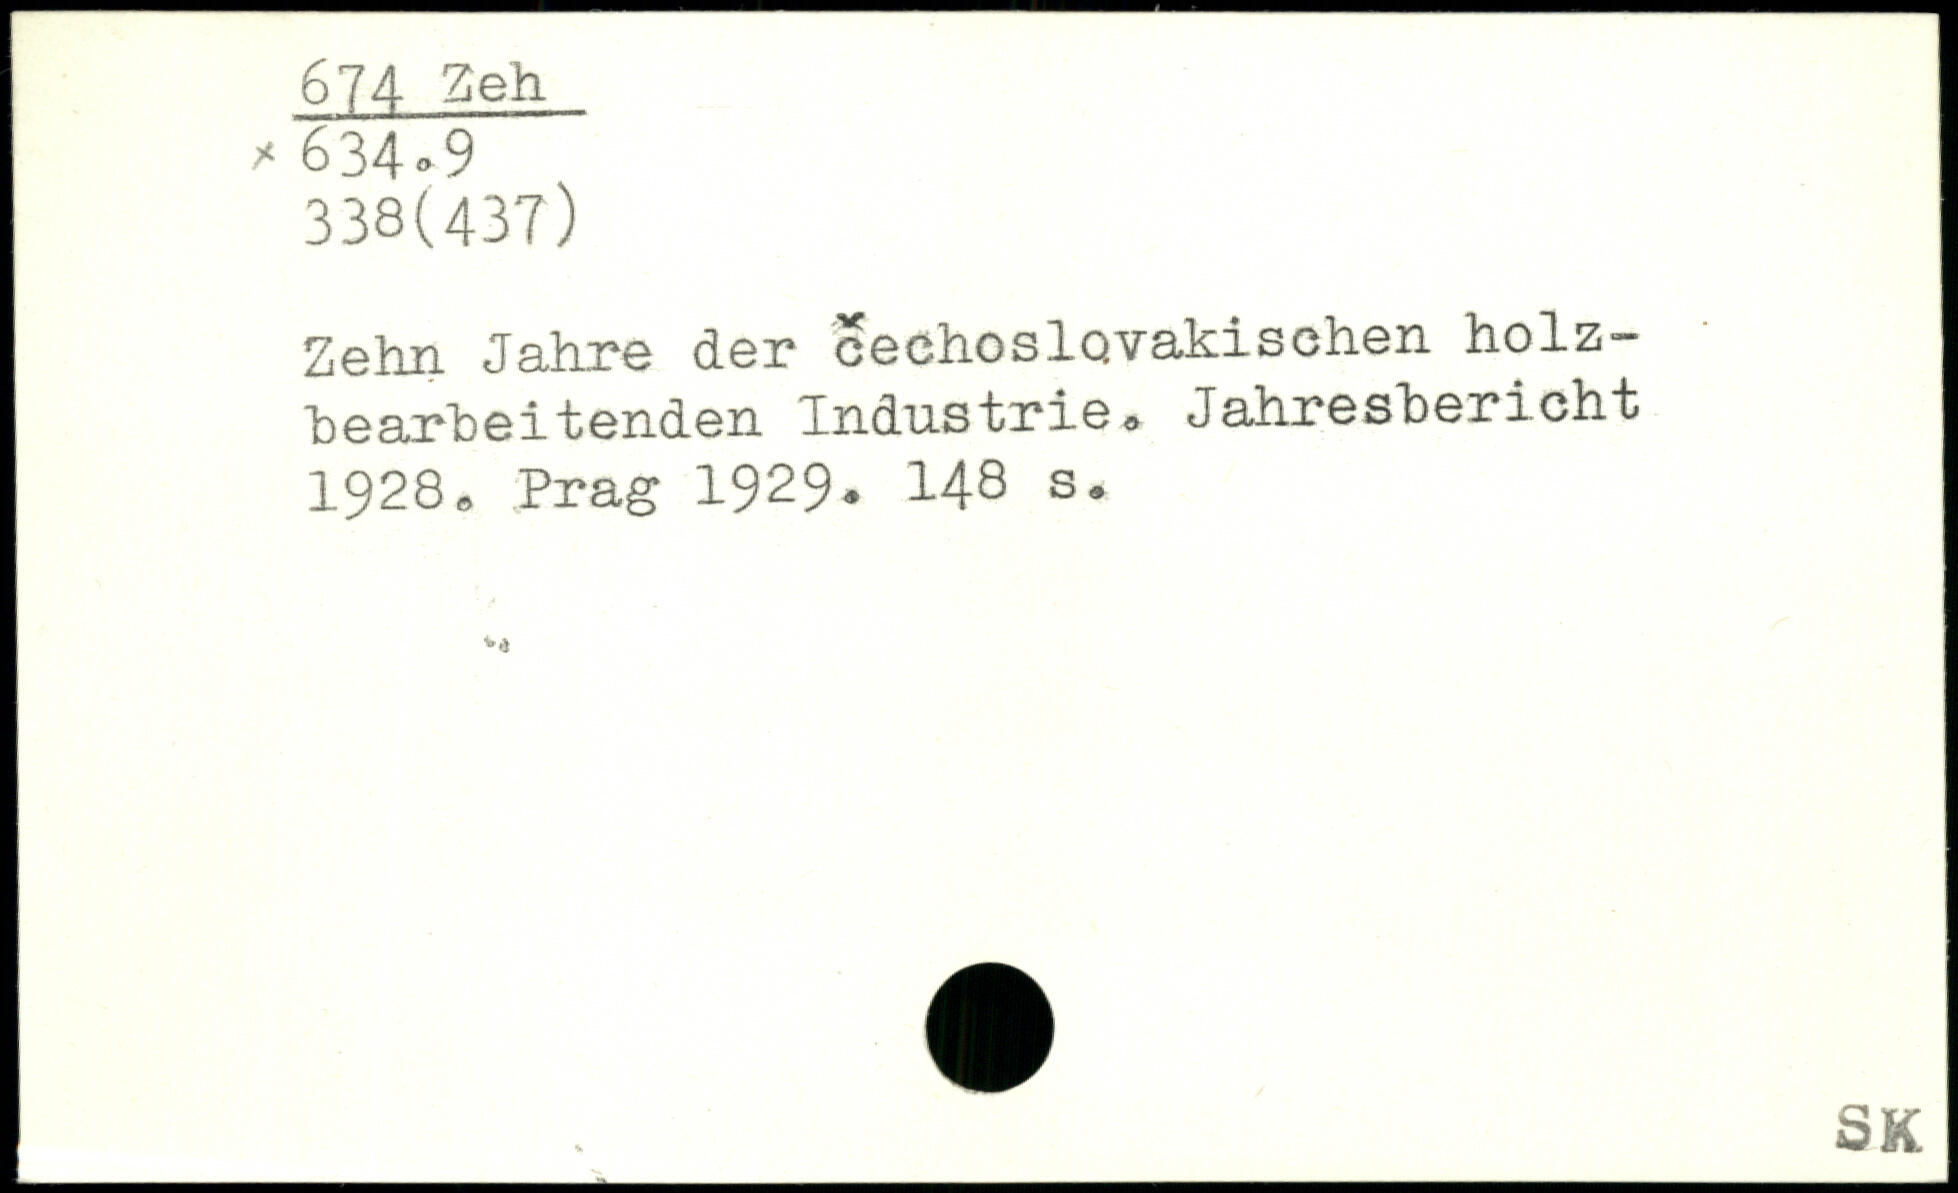 674 Zeh
× 634.9
338(437)
Zehn Jahre der čechoslovakischen holz-
bearbeitenden Industrie. Jahresbericht
1928. Prag 1929. 148 s.
SK